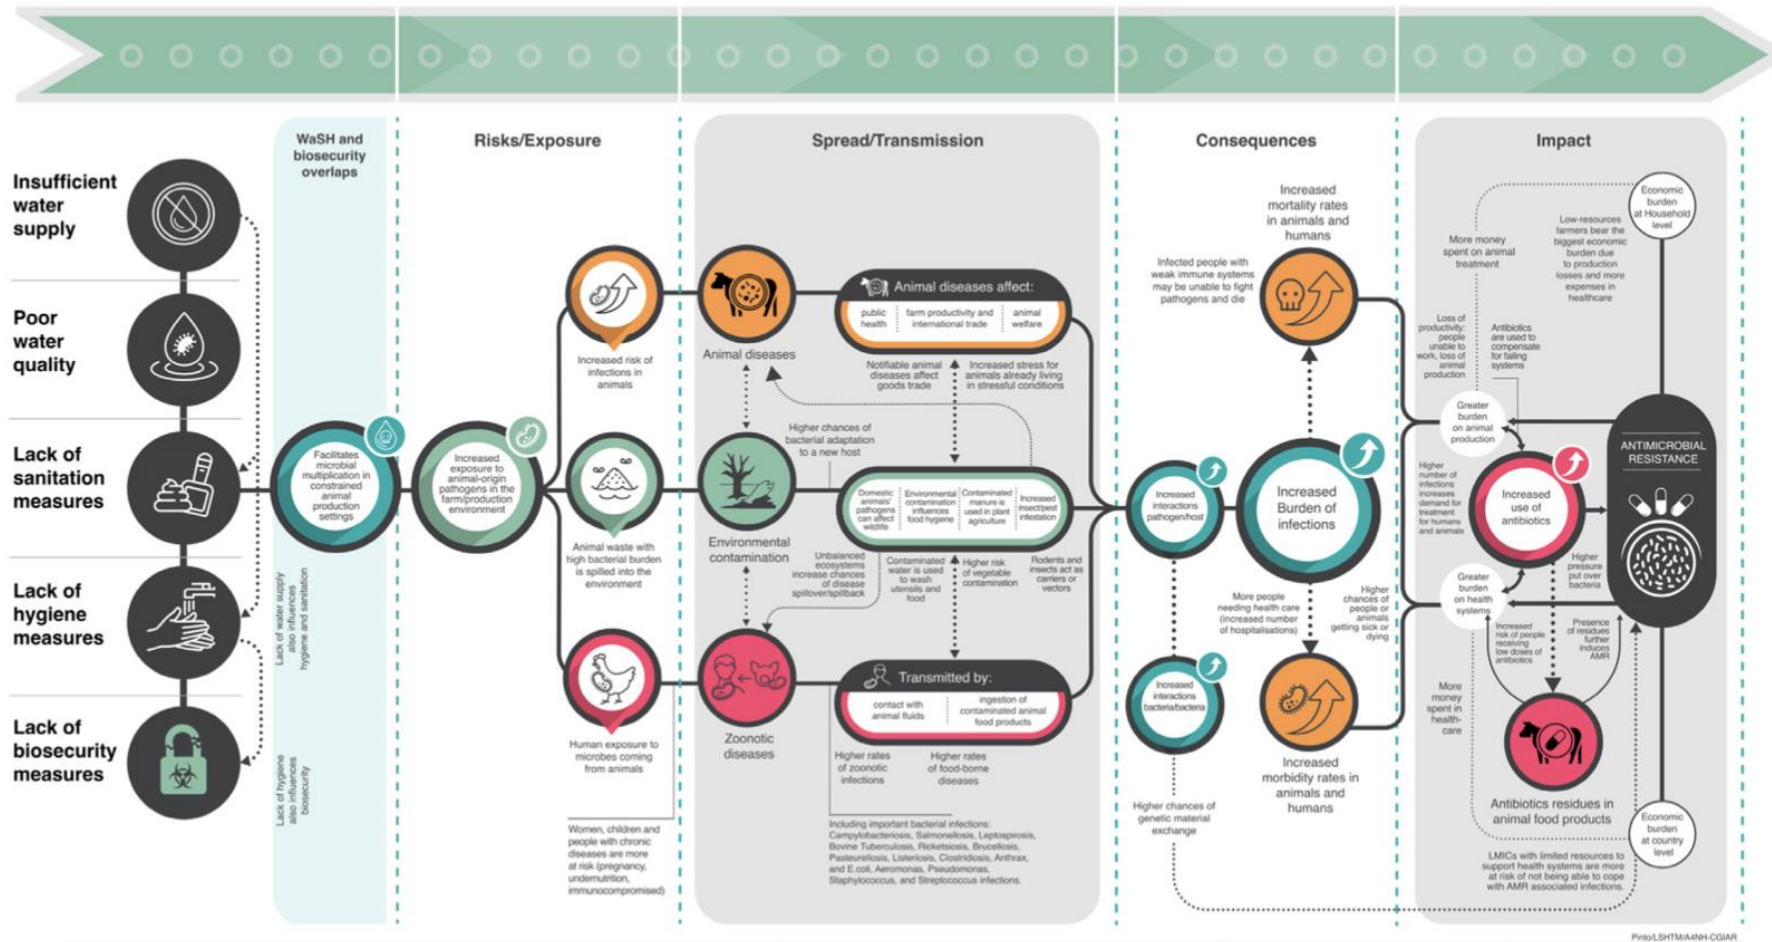 WaSH and
biosecurity
overlaps
Risks/Exposure
Spread/Transmission
Consequences
Impact
Insufficient
water
supply
Poor
water
quality
Lack of
sanitation
measures
Lack of
hygiene
measures
Lack of
biosecurity
measures
Facilitates
microbial
multiplication in
constrained
animal
production
settings
Lack of water supply
also influences
hygiene and sanitation
Lack of hygiene
also influences
biosecurity
Increased
exposure to
animal-origin
pathogens in the
farm/production
environment
Increased risk of
infections in
animals
Animal waste with
high bacterial burden
is spilled into the
environment
Human exposure to
microbes coming
from animals
Women, children and
people with chronic
diseases are more
at risk (pregnancy,
undernutrition,
immunocompromised)
Animal diseases
Animal diseases affect:
public
health
farm productivity and
international trade
animal
welfare
Notifiable animal
diseases affect
goods trade
Increased stress for
animals already living
in stressful conditions
Higher chances of
bacterial adaptation
to a new host
Environmental
contamination
Domestic
animals'
pathogens
can affect
wildlife
Environmental
contamination
influences
food hygiene
Contaminated
manure is
used in plant
agriculture
Increased
insect/pest
infestation
Unbalanced
ecosystems
increase chances
of disease
spillover/spillback
Contaminated
water is used
to wash
utensils and
food
Higher risk
of vegetable
contamination
Rodents and
insects act as
carriers or
vectors
Zoonotic
diseases
Transmitted by:
contact with
animal fluids
ingestion of
contaminated animal
food products
Higher rates
of zoonotic
infections
Higher rates
of food-borne
diseases
Including important bacterial infections:
Campylobacteriosis, Salmonellosis, Leptospirosis,
Bovine Tuberculosis, Ricketsiosis, Brucellosis,
Pasteurellosis, Listeriosis, Clostridiosis, Anthrax,
and E.coli, Aeromonas, Pseudomonas,
Staphylococcus, and Streptococcus infections.
Increased
mortality rates
in animals and
humans
Infected people with
weak immune systems
may be unable to fight
pathogens and die
Increased
interactions
pathogen/host
Increased
Burden of
infections
More people
needing health care
(increased number
of hospitalisations)
Higher
chances of
people or
animals
getting sick or
dying
Increased
interactions
bacteria/bacteria
Increased
morbidity rates in
animals and
humans
Higher chances of
genetic material
exchange
Economic
burden
at Household
level
More money
spent on animal
treatment
Low-resources
farmers bear the
biggest economic
burden due
to production
losses and more
expenses in
healthcare
Loss of
productivity:
people
unable to
work, loss of
animal
production
Antibiotics
are used to
compensate
for failing
systems
Greater
burden
on animal
production
Higher
number of
infections
increases
demand for
treatment
for humans
and animals
Increased
use of
antibiotics
ANTIMICROBIAL
RESISTANCE
Higher
pressure
put over
bacteria
Greater
burden
on health
systems
Increased
risk of people
receiving
low doses of
antibiotics
Presence
of residues
further
induces
AMR
More
money
spent in
health-
care
Antibiotics residues in
animal food products
Economic
burden
at country
level
LMICs with limited resources to
support health systems are more
at risk of not being able to cope
with AMR associated infections.
Pinto/LSHTM/A4NH-CGIAR